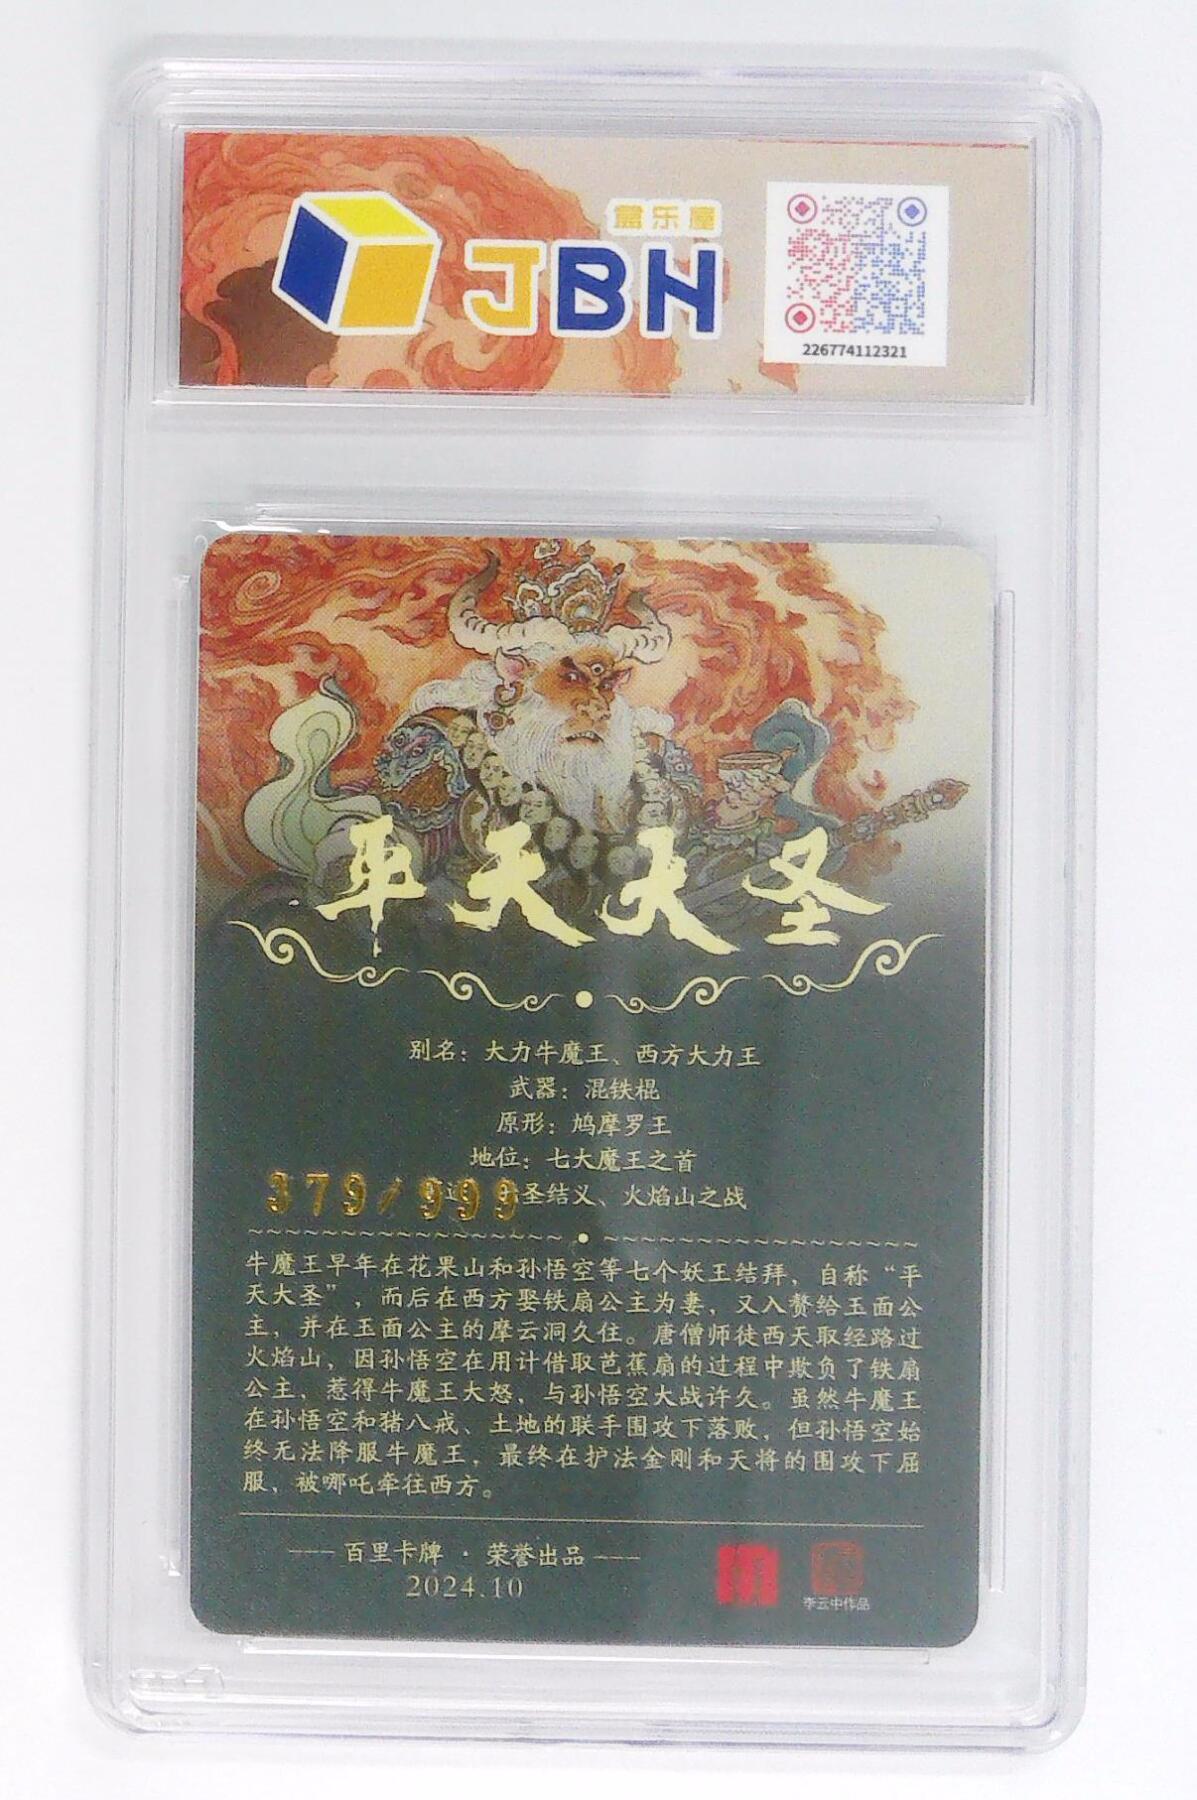 盒乐屋
JBH
226774112321
平天大圣
别名：大力牛魔王、西方大力王
武器：混铁棍
原形：鸠摩罗王
地位：七大魔王之首
379/999
圣结义、火焰山之战
牛魔王早年在花果山和孙悟空等七个妖王结拜，自称“平
天大圣”，而后在西方娶铁扇公主为妻，又入赘给玉面公
主，并在玉面公主的摩云洞久住。唐僧师徒西天取经路过
火焰山，因孙悟空在用计借取芭蕉扇的过程中欺负了铁扇
公主，惹得牛魔王大怒，与孙悟空大战许久。虽然牛魔王
在孙悟空和猪八戒、土地的联手围攻下落败，但孙悟空始
终无法降服牛魔王，最终在护法金刚和天将的围攻下屈
服，被哪吒牵往西方。
百里卡牌 · 荣誉出品
2024.10
李云中作品